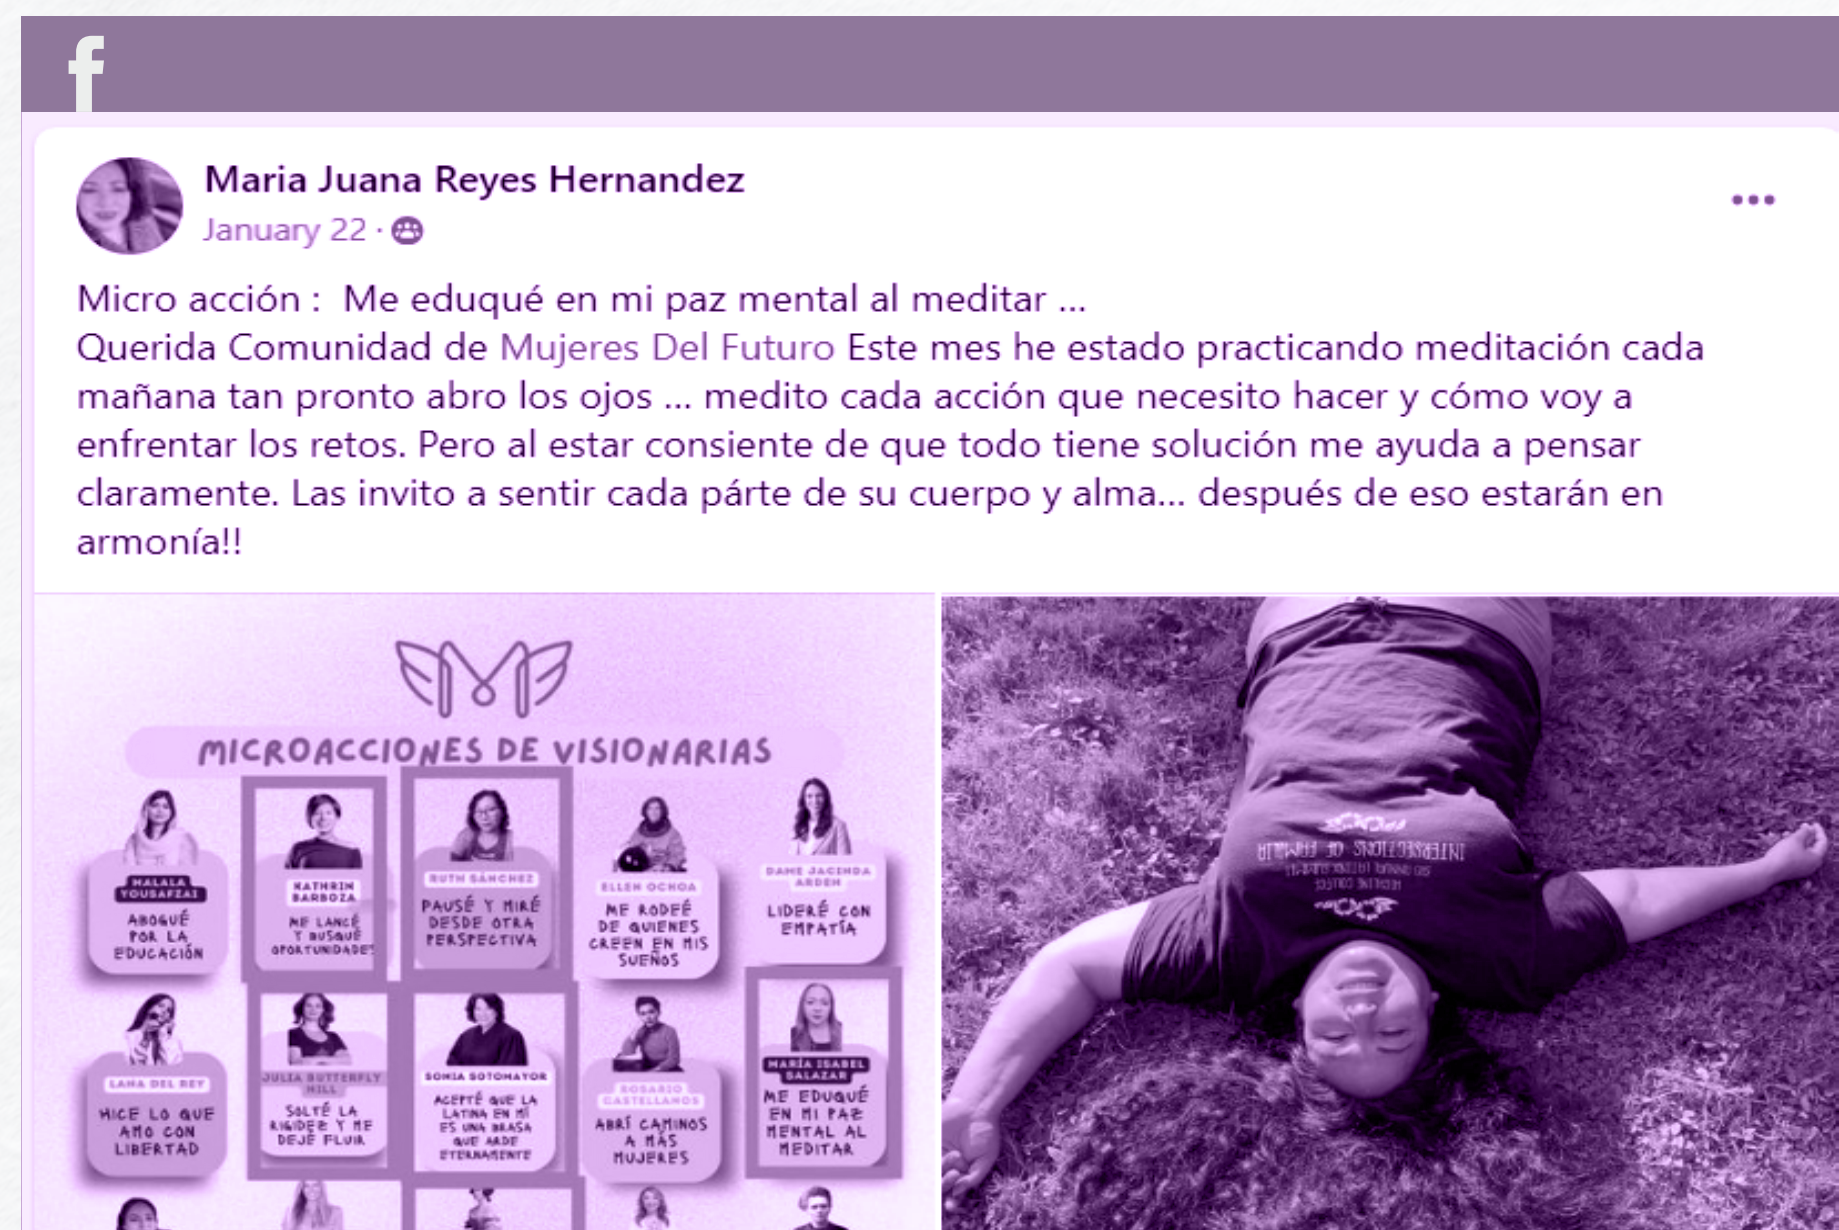 f
Maria Juana Reyes Hernandez
January 22 ·
Micro acción :  Me eduqué en mi paz mental al meditar ...
Querida Comunidad de Mujeres Del Futuro Este mes he estado practicando meditación cada
mañana tan pronto abro los ojos ... medito cada acción que necesito hacer y cómo voy a
enfrentar los retos. Pero al estar consiente de que todo tiene solución me ayuda a pensar
claramente. Las invito a sentir cada párte de su cuerpo y alma... después de eso estarán en
armonía!!
MICROACCIONES DE VISIONARIAS
MALALA
YOUSAFZAI
ABOGUÉ
POR LA
EDUCACIÓN
KATHRIN
BARBOZA
ME LANCÉ
Y BUSQUÉ
OPORTUNIDADES
RUTH SÁNCHEZ
PAUSÉ Y MIRÉ
DESDE OTRA
PERSPECTIVA
ELLEN OCHOA
ME RODEÉ
DE QUIENES
CREEN EN MIS
SUEÑOS
DAME JACINDA
ARDEN
LIDERÉ CON
EMPATÍA
LANA DEL REY
HICE LO QUE
AMO CON
LIBERTAD
JULIA BUTTERFLY
HILL
SOLTÉ LA
RIGIDEZ Y ME
DEJÉ FLUIR
SONIA SOTOMAYOR
ACEPTÉ QUE LA
LATINA EN MÍ
ES UNA BRASA
QUE ARDE
ETERNAMENTE
ROSARIO
CASTELLANOS
ABRÍ CAMINOS
A MÁS
MUJERES
MARÍA ISABEL
SALAZAR
ME EDUQUÉ
EN MI PAZ
MENTAL AL
MEDITAR
INTERSECTIONS OF FAMILIA